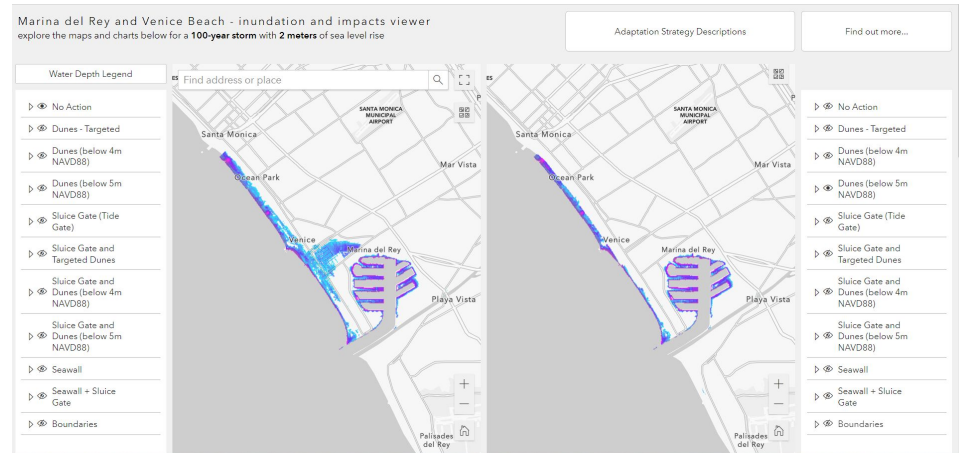 Marina del Rey and Venice Beach - inundation and impacts viewer
explore the maps and charts below for a 100-year storm with 2 meters of sea level rise
Adaptation Strategy Descriptions
Find out more...
Water Depth Legend
No Action
Dunes - Targeted
Dunes (below 4m
NAVD88)
Dunes (below 5m
NAVD88)
Sluice Gate (Tide
Gate)
Sluice Gate and
Targeted Dunes
Sluice Gate and
Dunes (below 4m
NAVD88)
Sluice Gate and
Dunes (below 5m
NAVD88)
Seawall
Seawall + Sluice
Gate
Boundaries
ES
Find address or place
SANTA MONICA
MUNICIPAL
AIRPORT
Santa Monica
Mar Vista
Ocean Park
Venice
Marina del Rey
Playa Vista
Palisades
del Rey
+
−
ES
P
SANTA MONICA
MUNICIPAL
AIRPORT
Santa Monica
Mar Vista
Ocean Park
Venice
Marina del Rey
Playa Vista
Palisades
del Rey
+
−
No Action
Dunes - Targeted
Dunes (below 4m
NAVD88)
Dunes (below 5m
NAVD88)
Sluice Gate (Tide
Gate)
Sluice Gate and
Targeted Dunes
Sluice Gate and
Dunes (below 4m
NAVD88)
Sluice Gate and
Dunes (below 5m
NAVD88)
Seawall
Seawall + Sluice
Gate
Boundaries